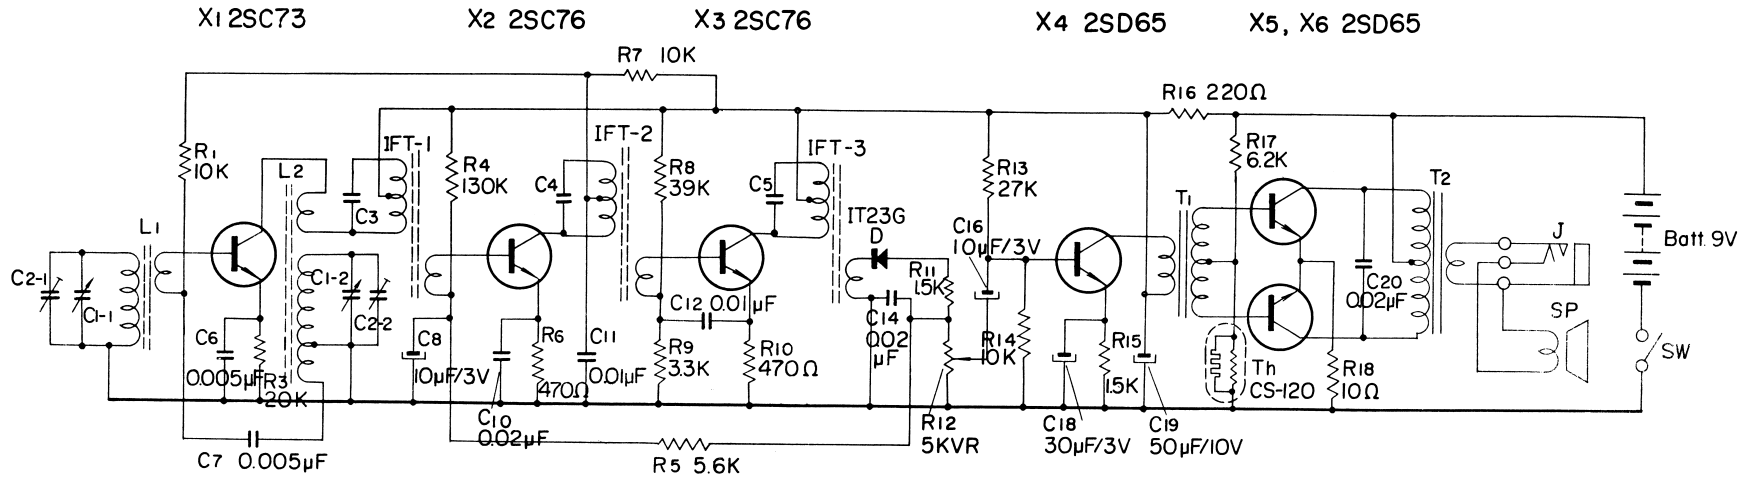 X1 2SC73
X2 2SC76
X3 2SC76
X4 2SD65
X5, X6 2SD65
R7 10K
R16 220Ω
R1
10K
L2
IFT-1
R4
130K
IFT-2
C4
R8
39K
IFT-3
C5
R13
27K
R17
6.2K
T1
T2
C3
L1
1T23G
D
C16
10µF/3V
J
Batt. 9V
C2-1
C1-1
C1-2
C2-2
C6
0.005µF
R3
20K
C8
10µF/3V
R6
470Ω
C11
0.01µF
C12 0.01µF
R9
3.3K
R10
470Ω
C14
0.02
µF
R11
1.5K
R14
10K
R15
1.5K
C20
0.02µF
SP
SW
Th
CS-120
R18
10Ω
C10
0.02µF
R12
5KVR
C18
30µF/3V
C19
50µF/10V
C7 0.005µF
R5 5.6K